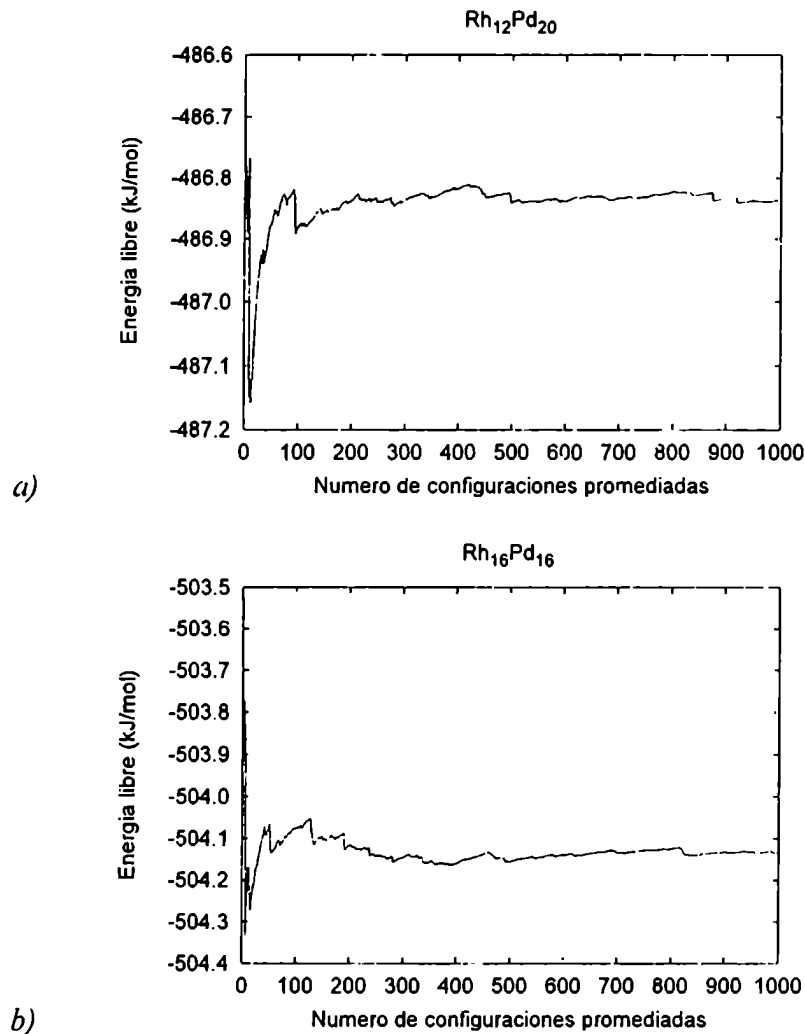 Rh12Pd20
Energia libre (kJ/mol)
-486.6
-486.7
-486.8
-486.9
-487.0
-487.1
-487.2
0 100 200 300 400 500 600 700 800 900 1000
Numero de configuraciones promediadas
a)
Rh16Pd16
Energia libre (kJ/mol)
-503.5
-503.6
-503.7
-503.8
-503.9
-504.0
-504.1
-504.2
-504.3
-504.4
0 100 200 300 400 500 600 700 800 900 1000
Numero de configuraciones promediadas
b)